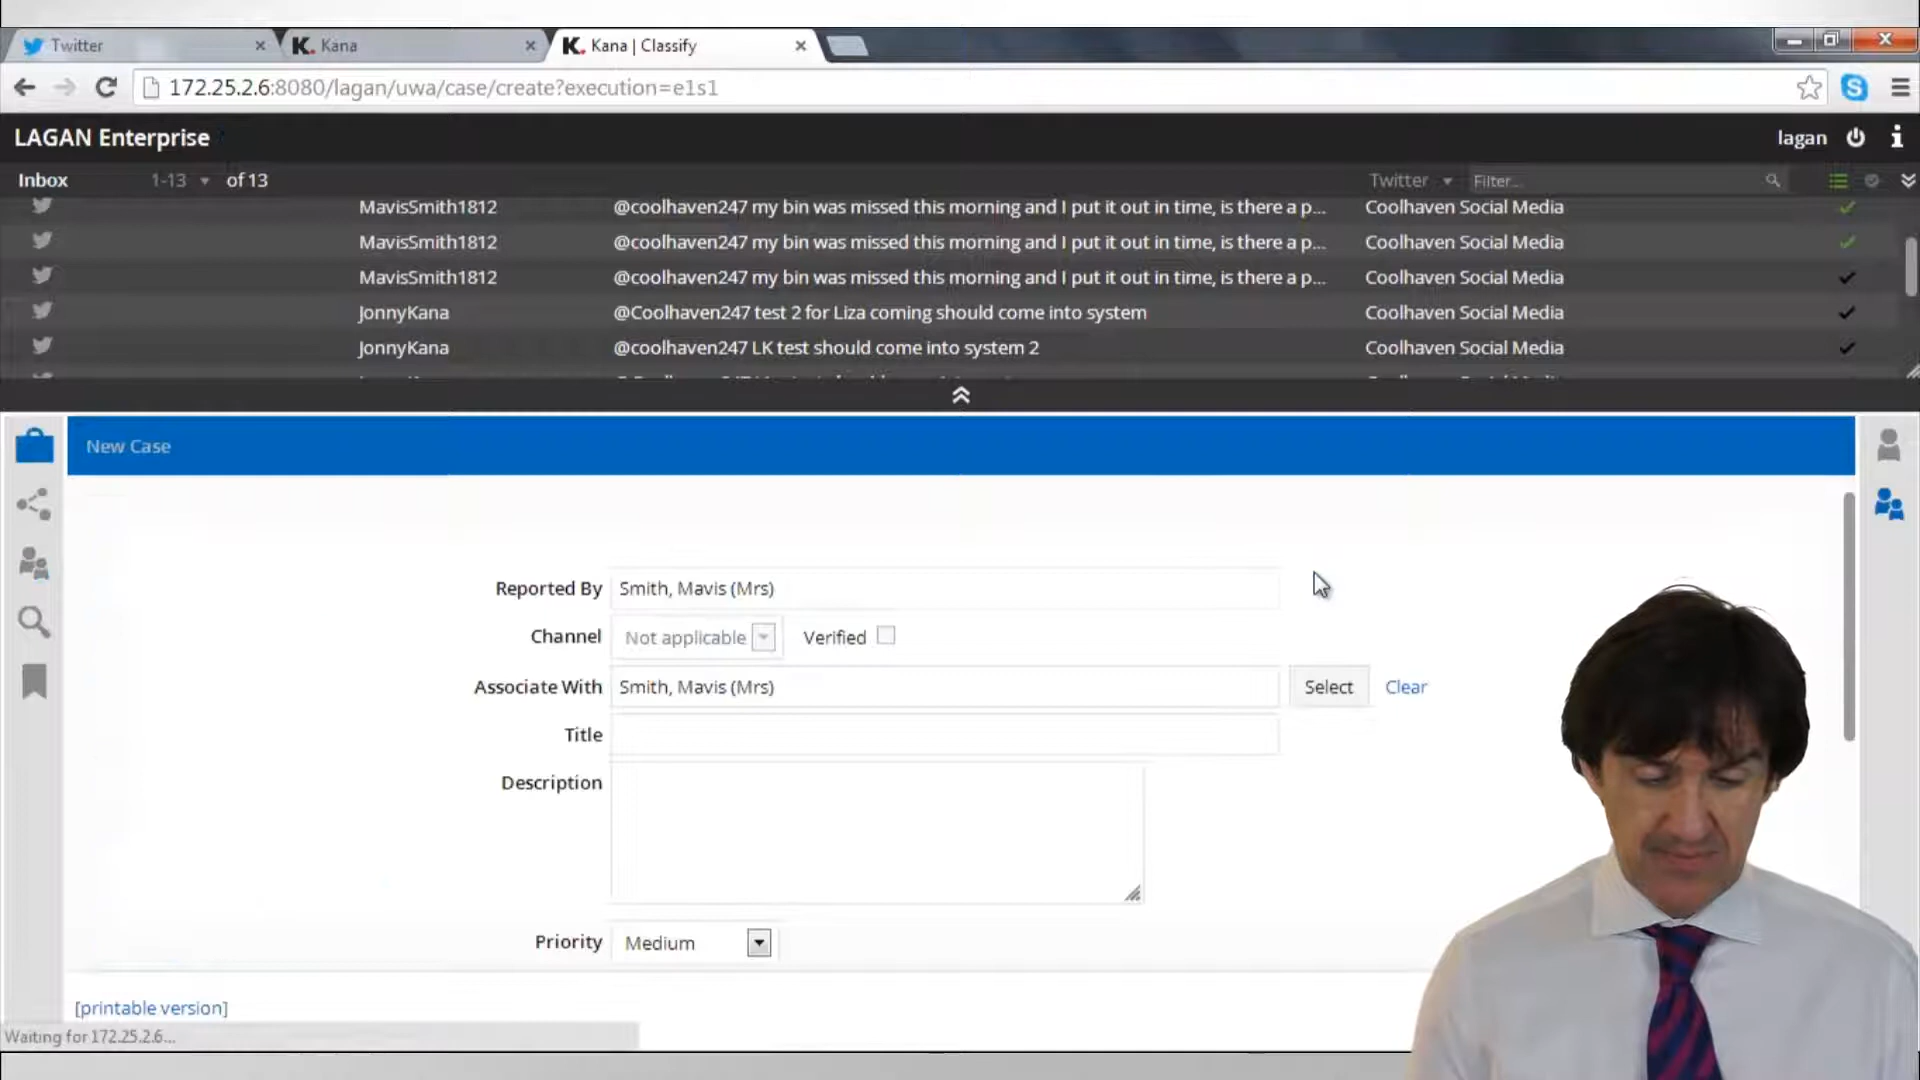 Twitter
K. Kana
K. Kana | Classify
172.25.2.6:8080/lagan/uwa/case/create?execution=e1s1
LAGAN Enterprise
lagan
Inbox 1-13 of 13
Twitter Filter...
MavisSmith1812 @coolhaven247 my bin was missed this morning and I put it out in time, is there a p... Coolhaven Social Media
MavisSmith1812 @coolhaven247 my bin was missed this morning and I put it out in time, is there a p... Coolhaven Social Media
MavisSmith1812 @coolhaven247 my bin was missed this morning and I put it out in time, is there a p... Coolhaven Social Media
JonnyKana @Coolhaven247 test 2 for Liza coming should come into system Coolhaven Social Media
JonnyKana @coolhaven247 LK test should come into system 2 Coolhaven Social Media
New Case
Reported By Smith, Mavis (Mrs)
Channel Not applicable Verified
Associate With Smith, Mavis (Mrs) Select Clear
Title
Description
Priority Medium
[printable version]
Waiting for 172.25.2.6...